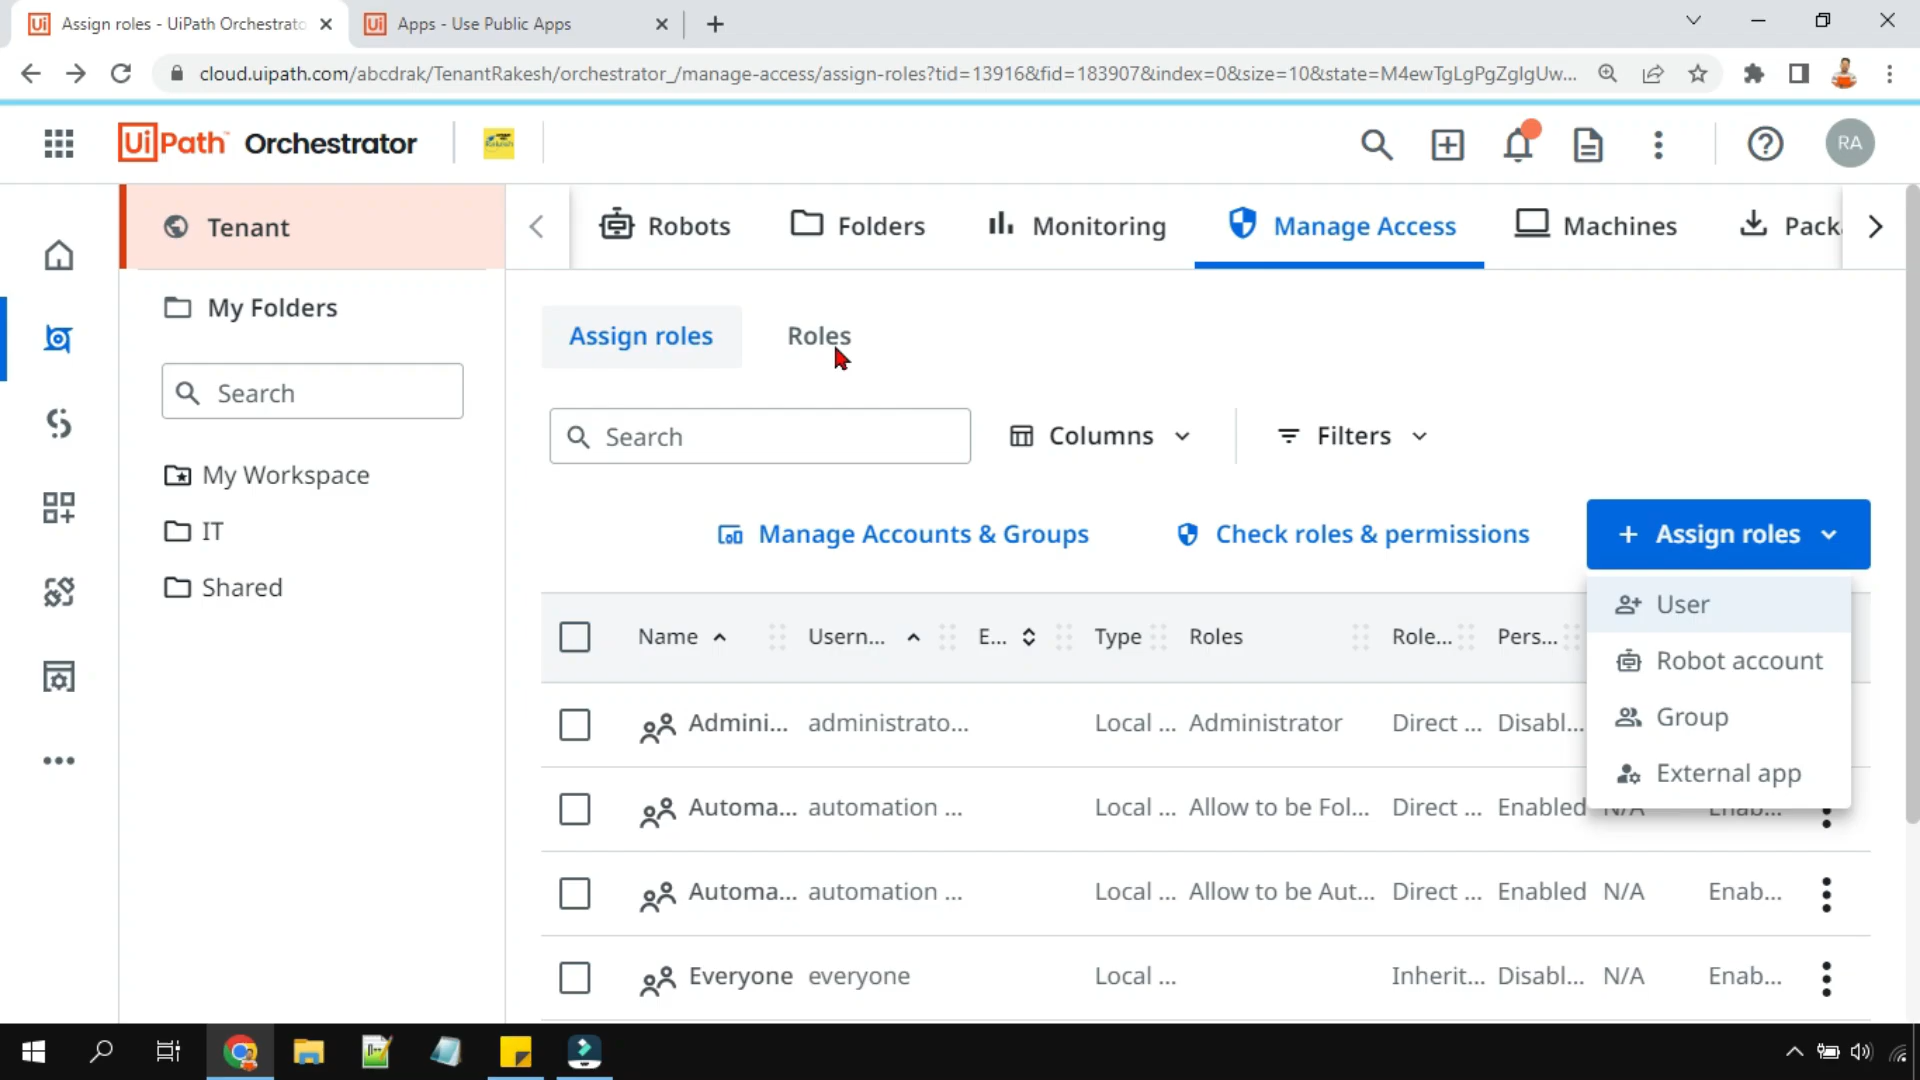 Assign roles - UiPath Orchestrato
Apps - Use Public Apps
cloud.uipath.com/abcdrak/TenantRakesh/orchestrator_/manage-access/assign-roles?tid=13916&fid=183907&index=0&size=10&state=M4ewTgLgPgZglgUw...
UiPath Orchestrator
RA
Tenant
Robots
Folders
Monitoring
Manage Access
Machines
Pack
My Folders
Assign roles
Roles
Search
Search
Columns
Filters
My Workspace
IT
Shared
Manage Accounts & Groups
Check roles & permissions
+ Assign roles
User
Robot account
Group
External app
Name Usern... E... Type Roles Role... Pers...
Admini... administrato... Local ... Administrator Direct ... Disabl...
Automa... automation ... Local ... Allow to be Fol... Direct ... Enabled N/A Enab...
Automa... automation ... Local ... Allow to be Aut... Direct ... Enabled N/A Enab...
Everyone everyone Local ... Inherit... Disabl... N/A Enab...